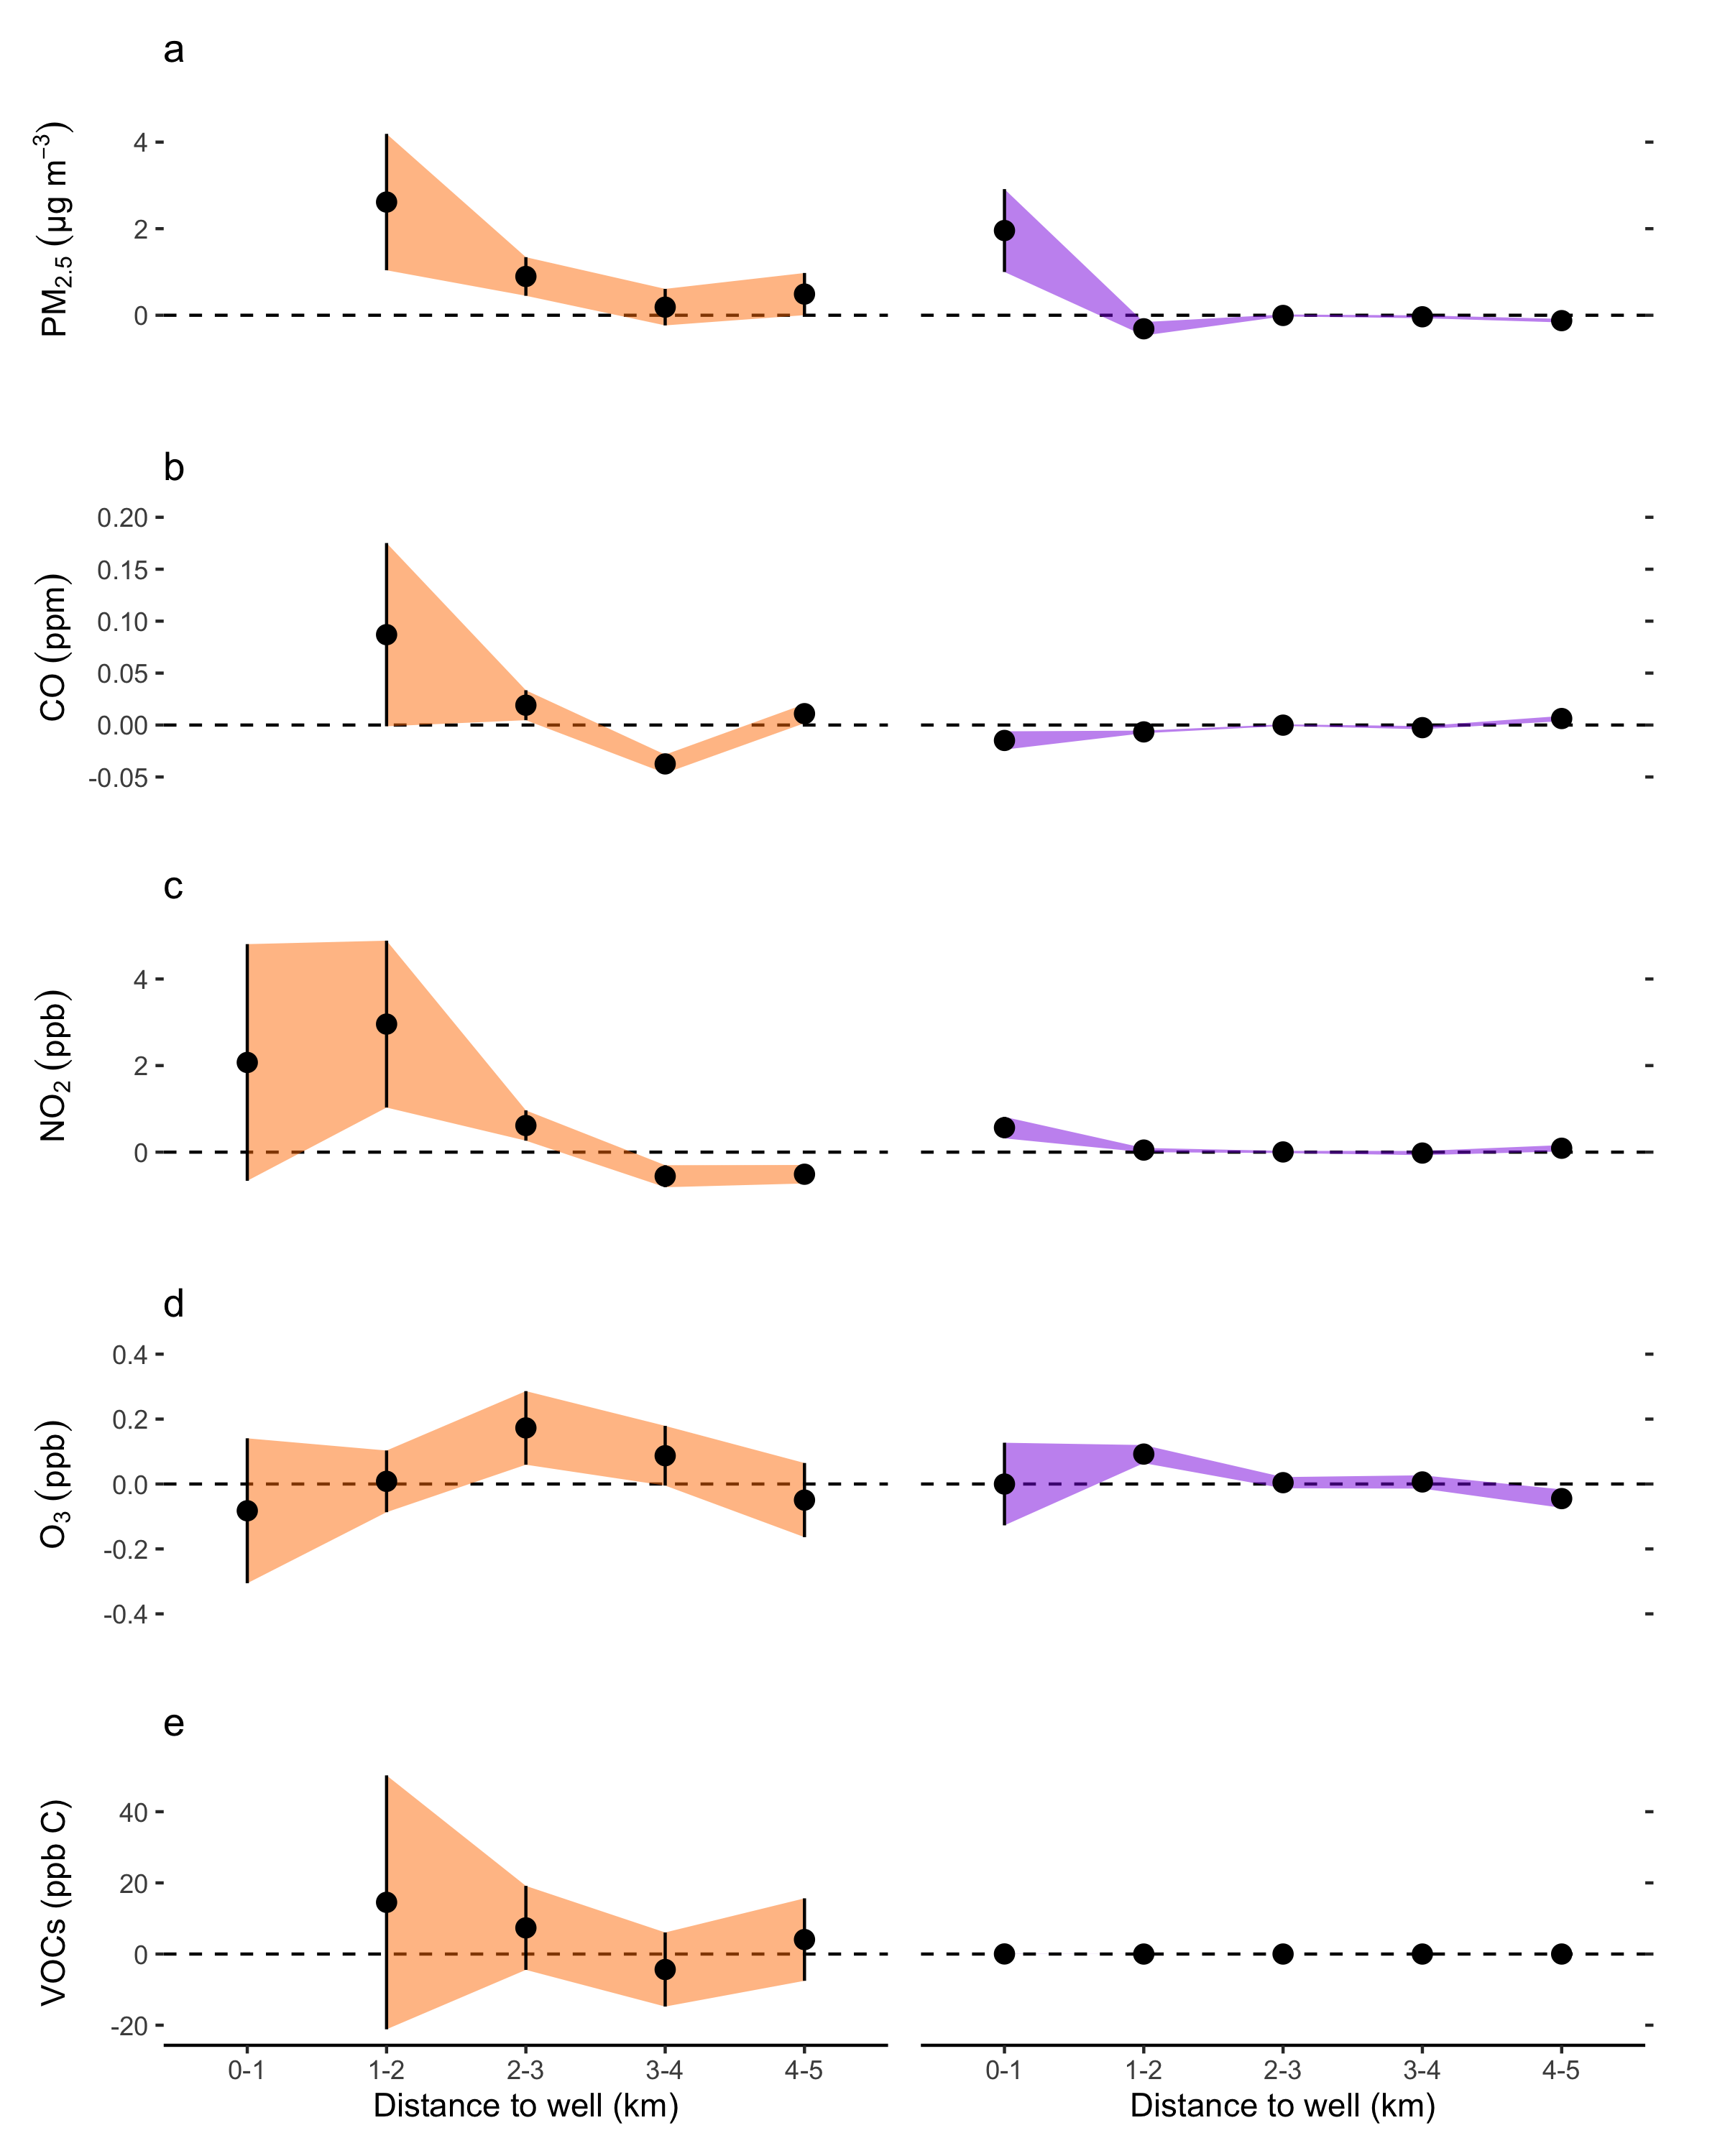 a
PM2.5 (µg m−3)
4
2
0
b
CO (ppm)
0.20
0.15
0.10
0.05
0.00
-0.05
c
NO2 (ppb)
4
2
0
d
O3 (ppb)
0.4
0.2
0.0
-0.2
-0.4
e
VOCs (ppb C)
40
20
0
-20
0-1 1-2 2-3 3-4 4-5 0-1 1-2 2-3 3-4 4-5
Distance to well (km) Distance to well (km)